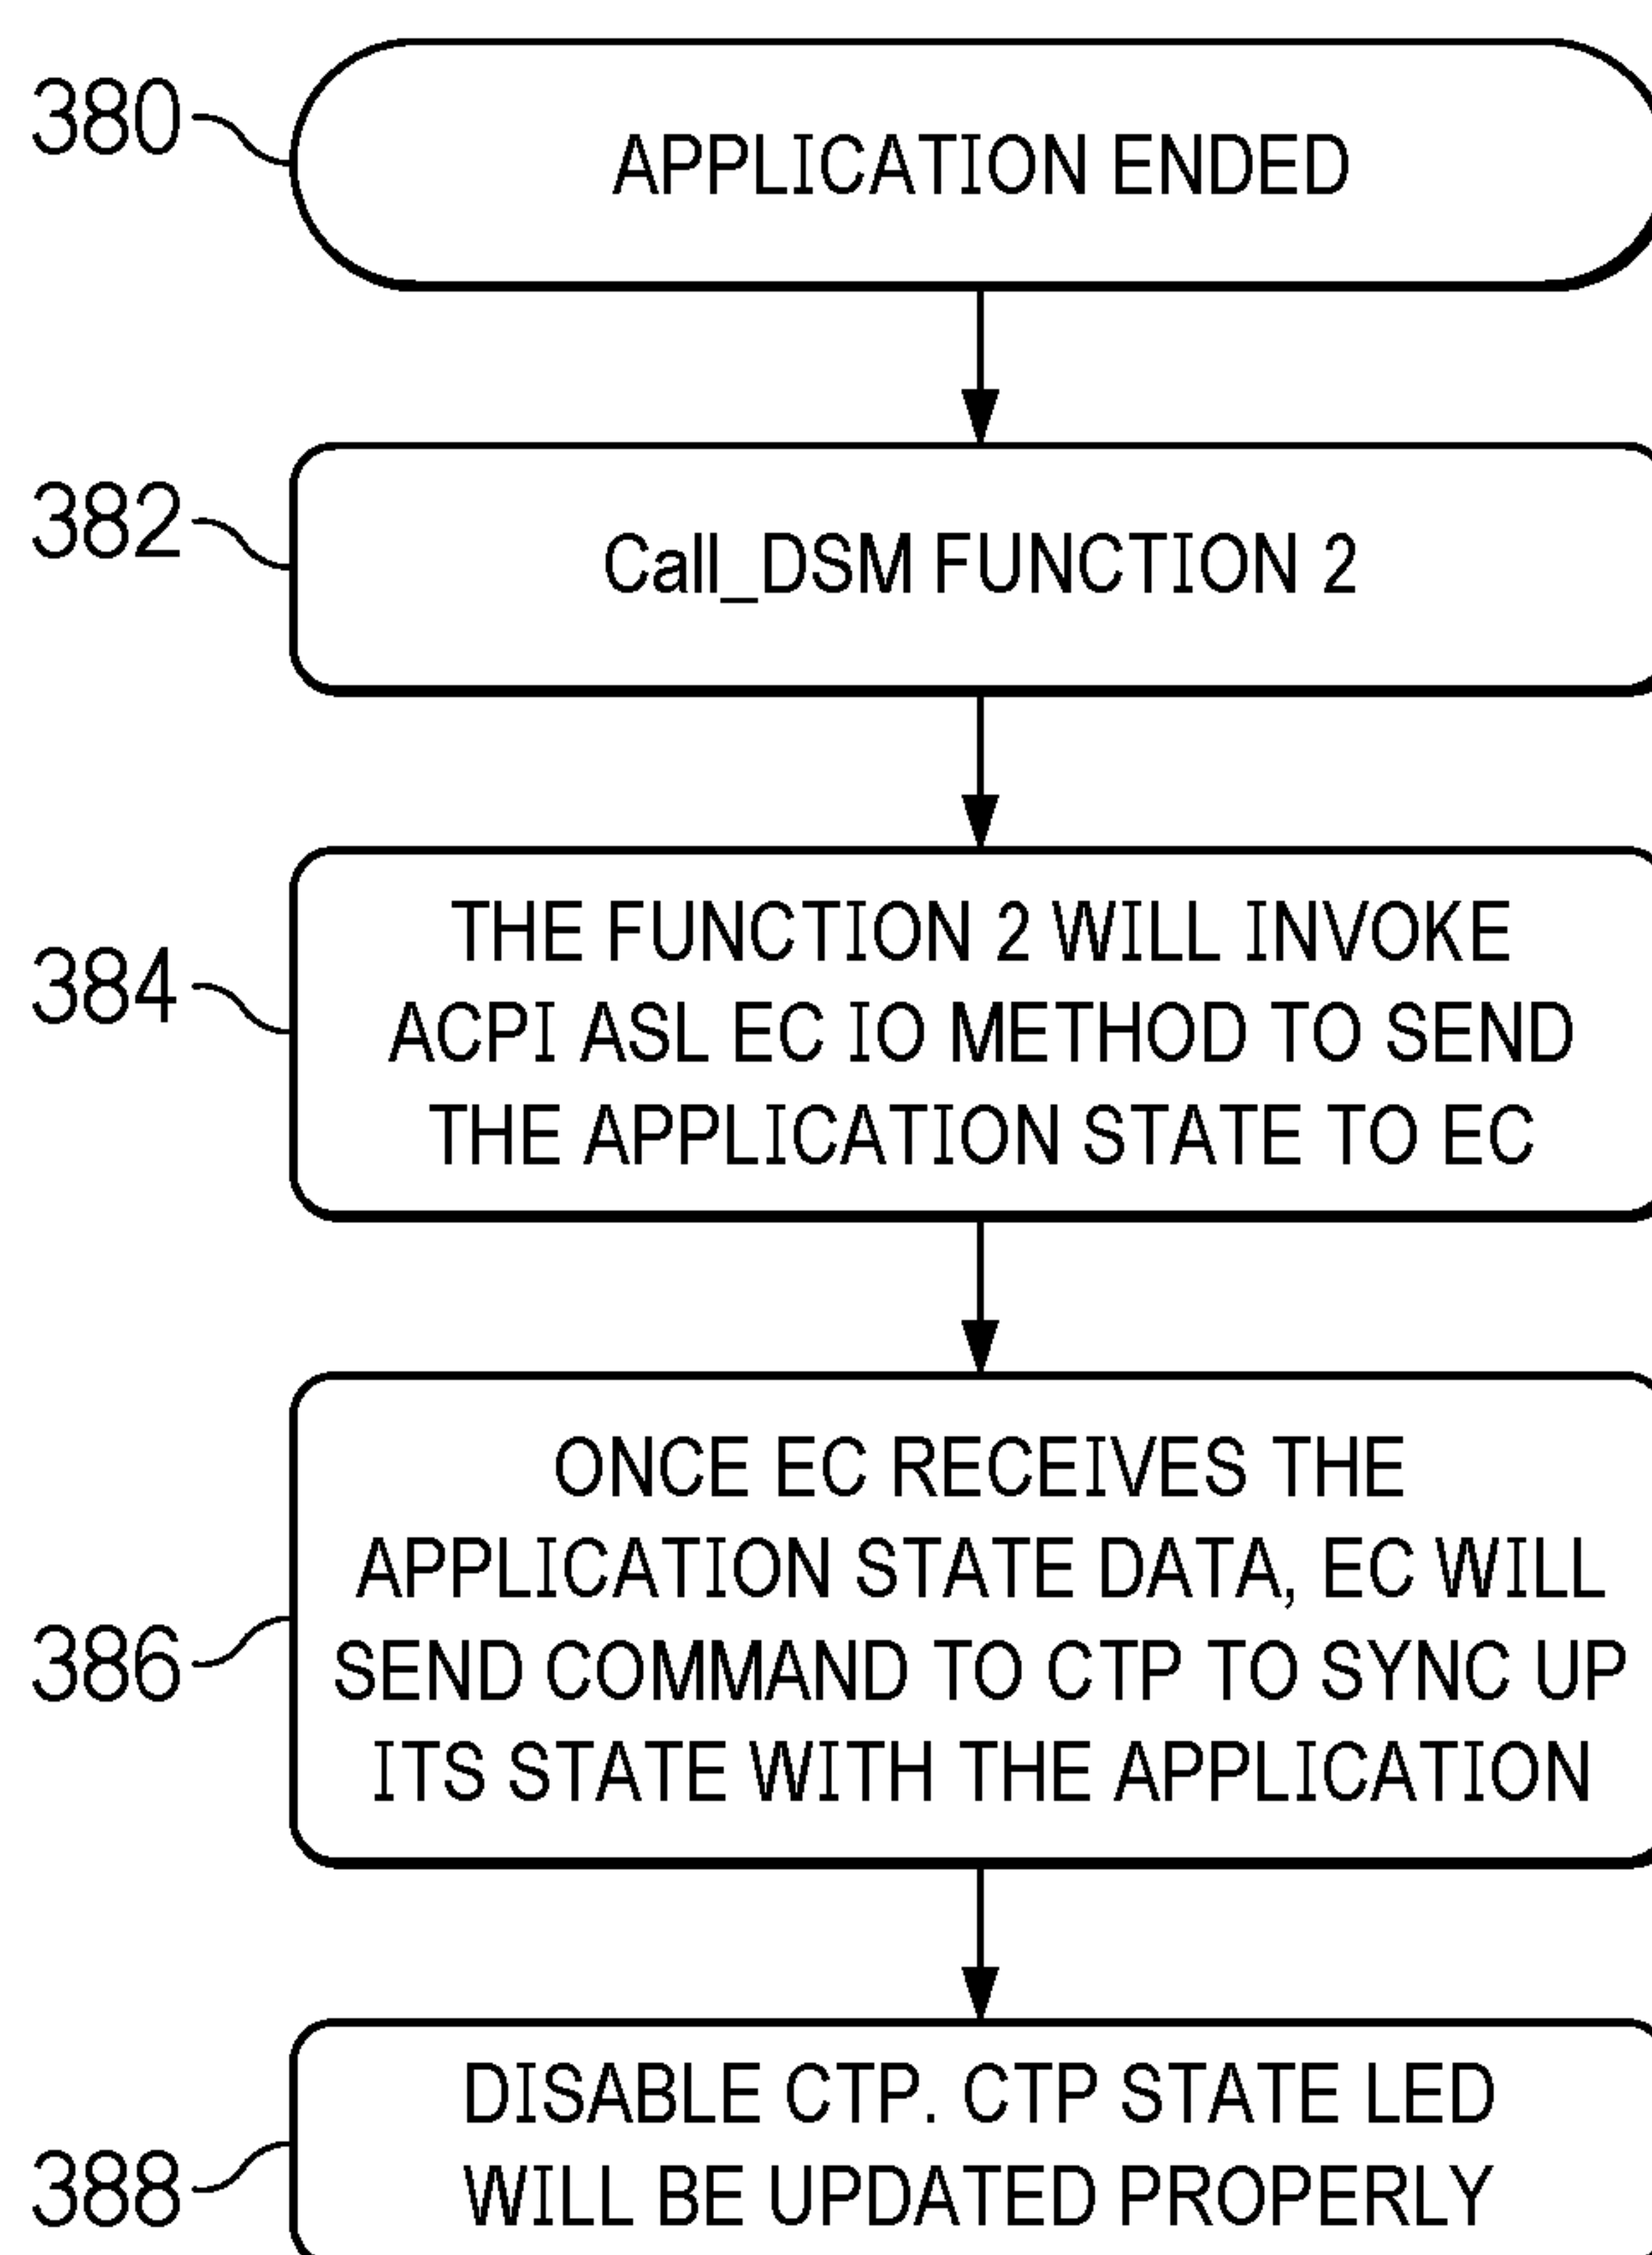 380
APPLICATION ENDED
382
Call_DSM FUNCTION 2
384
THE FUNCTION 2 WILL INVOKE
ACPI ASL EC IO METHOD TO SEND
THE APPLICATION STATE TO EC
386
ONCE EC RECEIVES THE
APPLICATION STATE DATA, EC WILL
SEND COMMAND TO CTP TO SYNC UP
ITS STATE WITH THE APPLICATION
388
DISABLE CTP. CTP STATE LED
WILL BE UPDATED PROPERLY